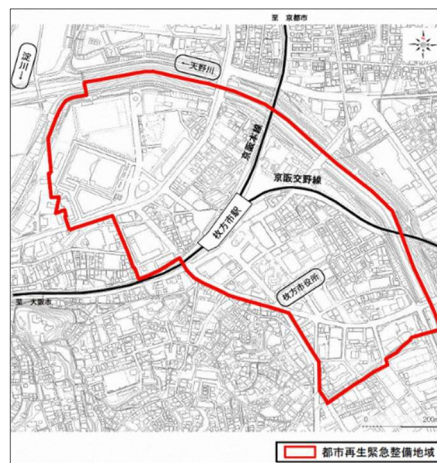 至 京都市
淀川→
←天野川
京阪本線
京阪交野線
枚方市駅
枚方市役所
至 大阪市
0
200m
都市再生緊急整備地域